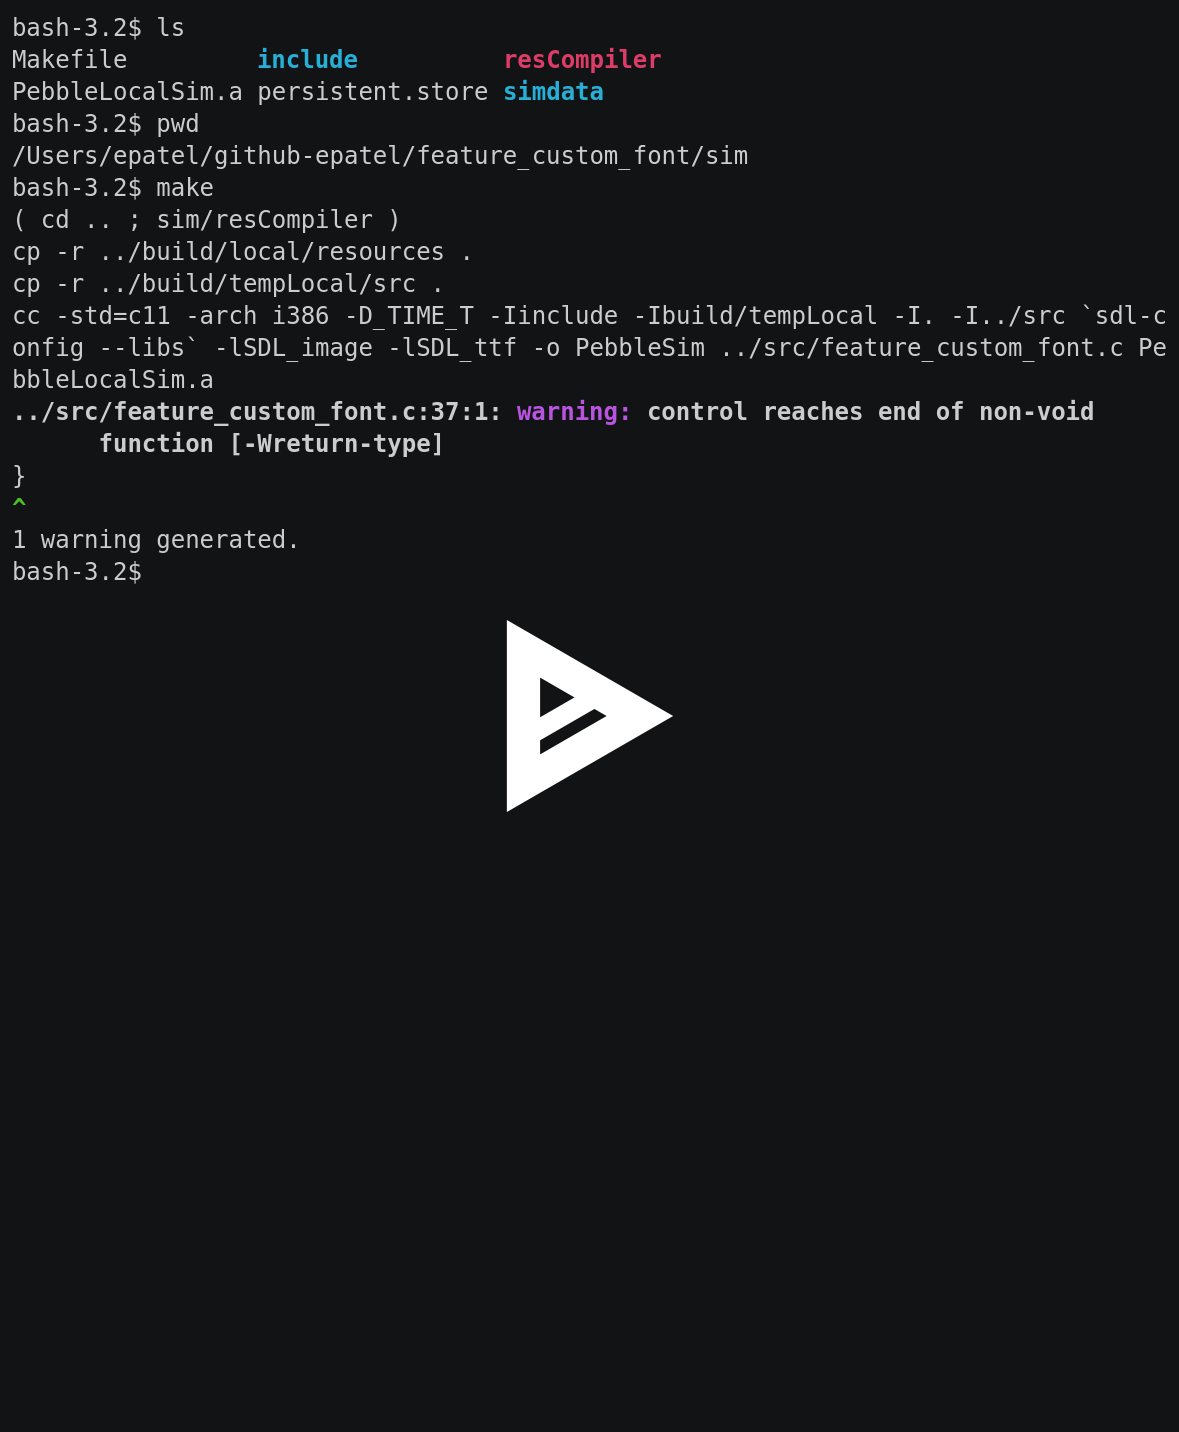 bash-3.2$ ls
Makefile         include          resCompiler
PebbleLocalSim.a persistent.store simdata
bash-3.2$ pwd
/Users/epatel/github-epatel/feature_custom_font/sim
bash-3.2$ make
( cd .. ; sim/resCompiler )
cp -r ../build/local/resources .
cp -r ../build/tempLocal/src .
cc -std=c11 -arch i386 -D_TIME_T -Iinclude -Ibuild/tempLocal -I. -I../src `sdl-c
onfig --libs` -lSDL_image -lSDL_ttf -o PebbleSim ../src/feature_custom_font.c Pe
bbleLocalSim.a
../src/feature_custom_font.c:37:1: warning: control reaches end of non-void
      function [-Wreturn-type]
}
^
1 warning generated.
bash-3.2$